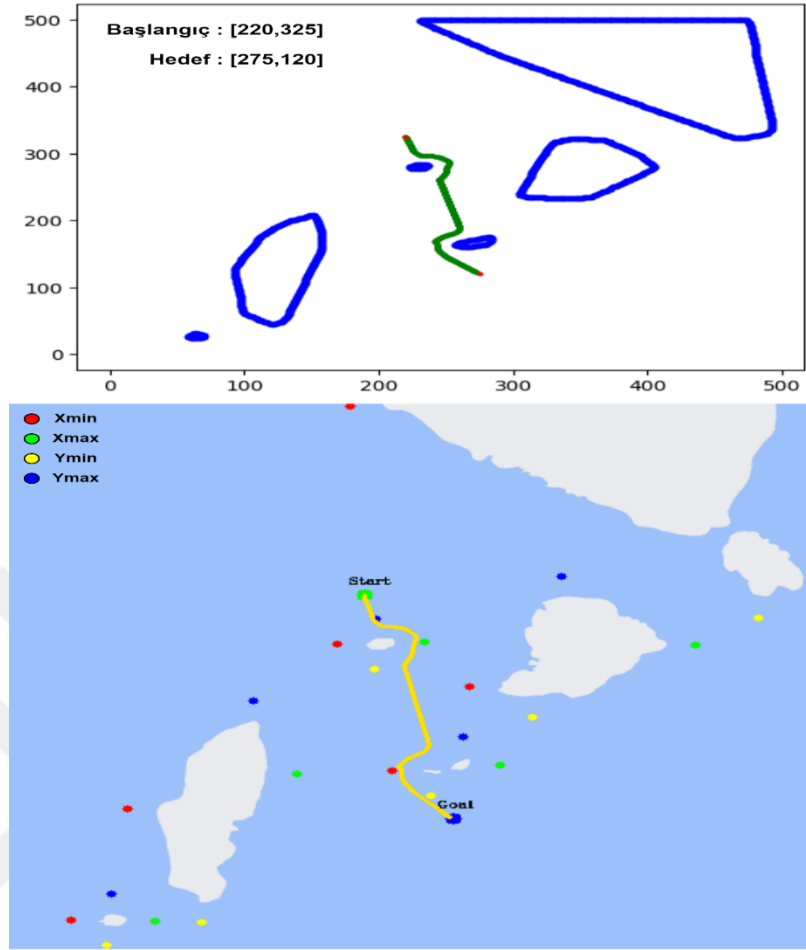 500
Başlangıç : [220,325]
Hedef : [275,120]
400
300
200
100
0
0 100 200 300 400 500
Xmin
Xmax
Ymin
Ymax
Start
Goal